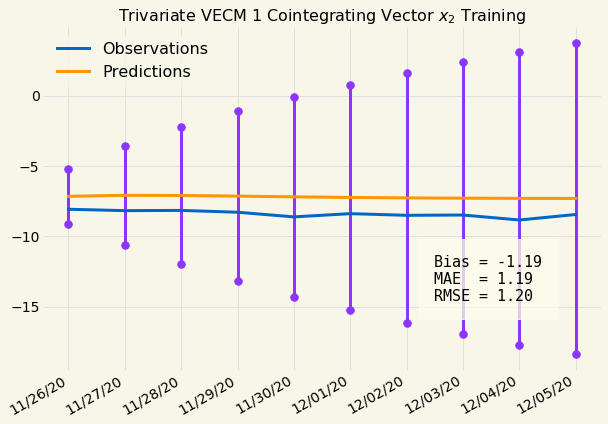 Trivariate VECM 1 Cointegrating Vector x₂ Training
Observations
Predictions
0
−5
−10
−15
Bias = -1.19
MAE  = 1.19
RMSE = 1.20
11/26/20
11/27/20
11/28/20
11/29/20
11/30/20
12/01/20
12/02/20
12/03/20
12/04/20
12/05/20